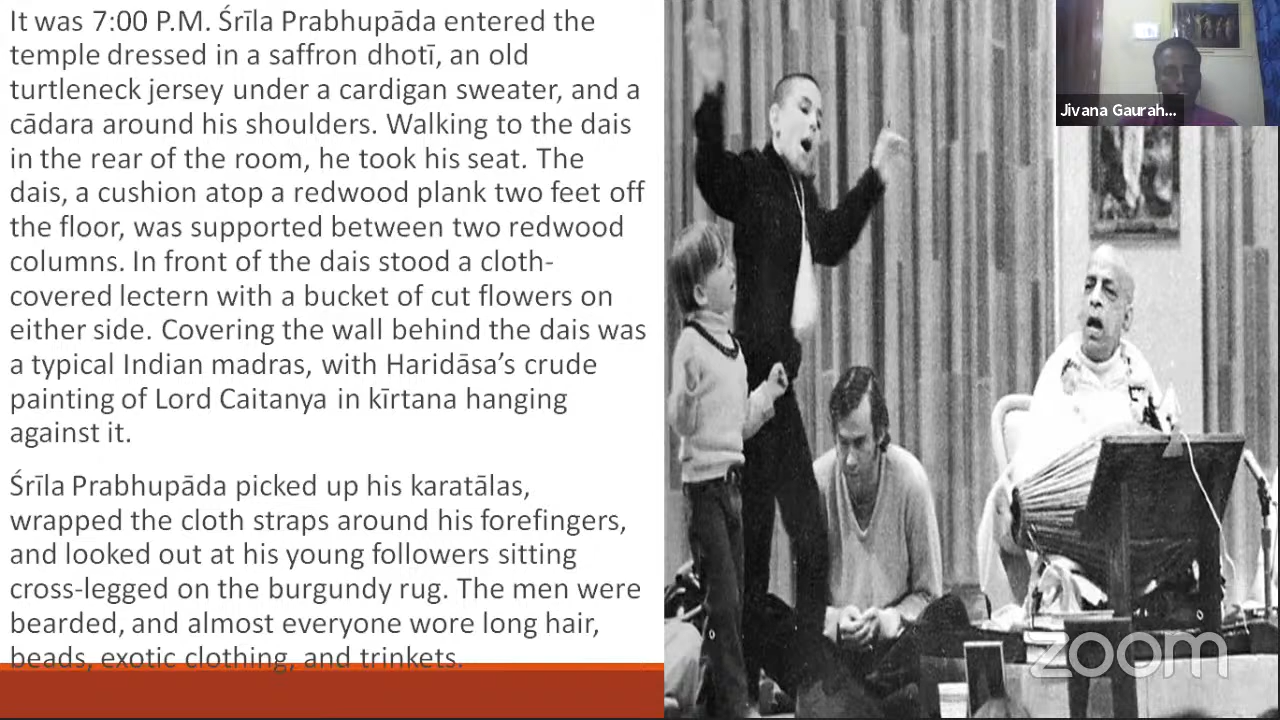 It was 7:00 P.M. Śrīla Prabhupāda entered the
temple dressed in a saffron dhotī, an old
turtleneck jersey under a cardigan sweater, and a
cādara around his shoulders. Walking to the dais
in the rear of the room, he took his seat. The
dais, a cushion atop a redwood plank two feet off
the floor, was supported between two redwood
columns. In front of the dais stood a cloth-
covered lectern with a bucket of cut flowers on
either side. Covering the wall behind the dais was
a typical Indian madras, with Haridāsa’s crude
painting of Lord Caitanya in kīrtana hanging
against it.
Śrīla Prabhupāda picked up his karatālas,
wrapped the cloth straps around his forefingers,
and looked out at his young followers sitting
cross-legged on the burgundy rug. The men were
bearded, and almost everyone wore long hair,
beads, exotic clothing, and trinkets.
Jivana Gaurah...
zoom